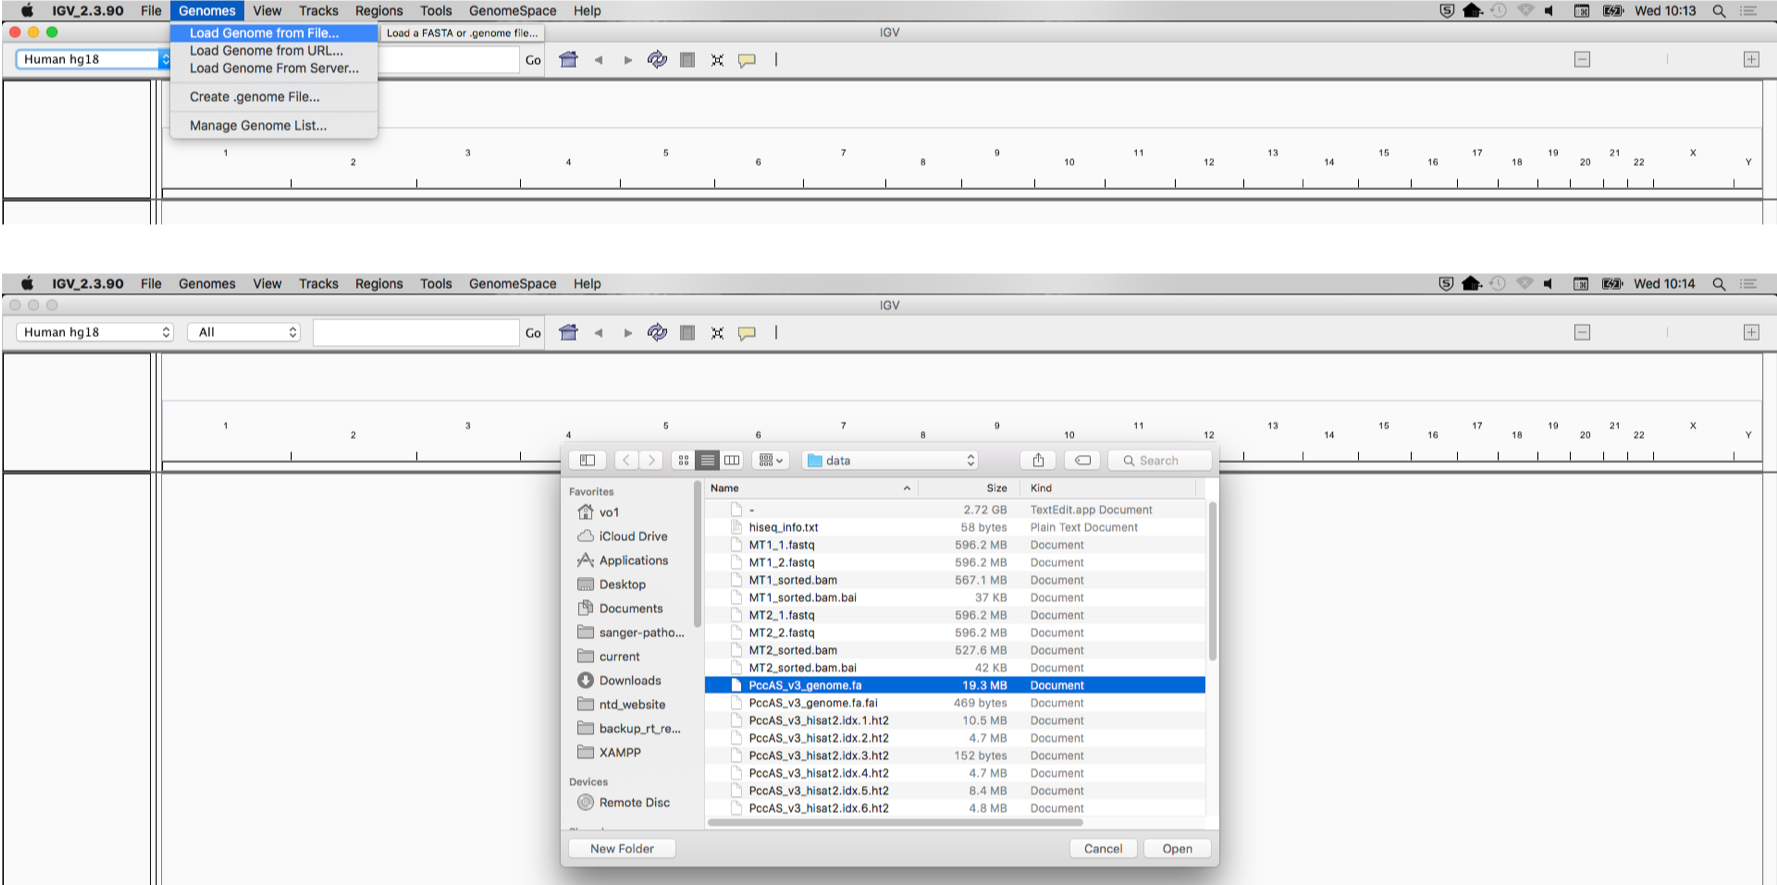 IGV_2.3.90 File Genomes View Tracks Regions Tools GenomeSpace Help Wed 10:13
Load Genome from File... Load a FASTA or .genome file... IGV
Load Genome from URL...
Human hg18 Go
Load Genome From Server...
Create .genome File...
Manage Genome List...
1 3 5 7 9 11 13 15 17 19 21 X
2 4 6 8 10 12 14 16 18 20 22 Y
IGV_2.3.90 File Genomes View Tracks Regions Tools GenomeSpace Help Wed 10:14
IGV
Human hg18 All Go
1 3 5 7 9 11 13 15 17 19 21 X
2 4 6 8 10 12 14 16 18 20 22 Y
data Search
Favorites
vo1
iCloud Drive
Applications
Desktop
Documents
sanger-patho...
current
Downloads
ntd_website
backup_rt_re...
XAMPP
Devices
Remote Disc
Name Size Kind
- 2.72 GB TextEdit.app Document
hiseq_info.txt 58 bytes Plain Text Document
MT1_1.fastq 596.2 MB Document
MT1_2.fastq 596.2 MB Document
MT1_sorted.bam 567.1 MB Document
MT1_sorted.bam.bai 37 KB Document
MT2_1.fastq 596.2 MB Document
MT2_2.fastq 596.2 MB Document
MT2_sorted.bam 527.6 MB Document
MT2_sorted.bam.bai 42 KB Document
PccAS_v3_genome.fa 19.3 MB Document
PccAS_v3_genome.fa.fai 469 bytes Document
PccAS_v3_hisat2.idx.1.ht2 10.5 MB Document
PccAS_v3_hisat2.idx.2.ht2 4.7 MB Document
PccAS_v3_hisat2.idx.3.ht2 152 bytes Document
PccAS_v3_hisat2.idx.4.ht2 4.7 MB Document
PccAS_v3_hisat2.idx.5.ht2 8.4 MB Document
PccAS_v3_hisat2.idx.6.ht2 4.8 MB Document
New Folder Cancel Open